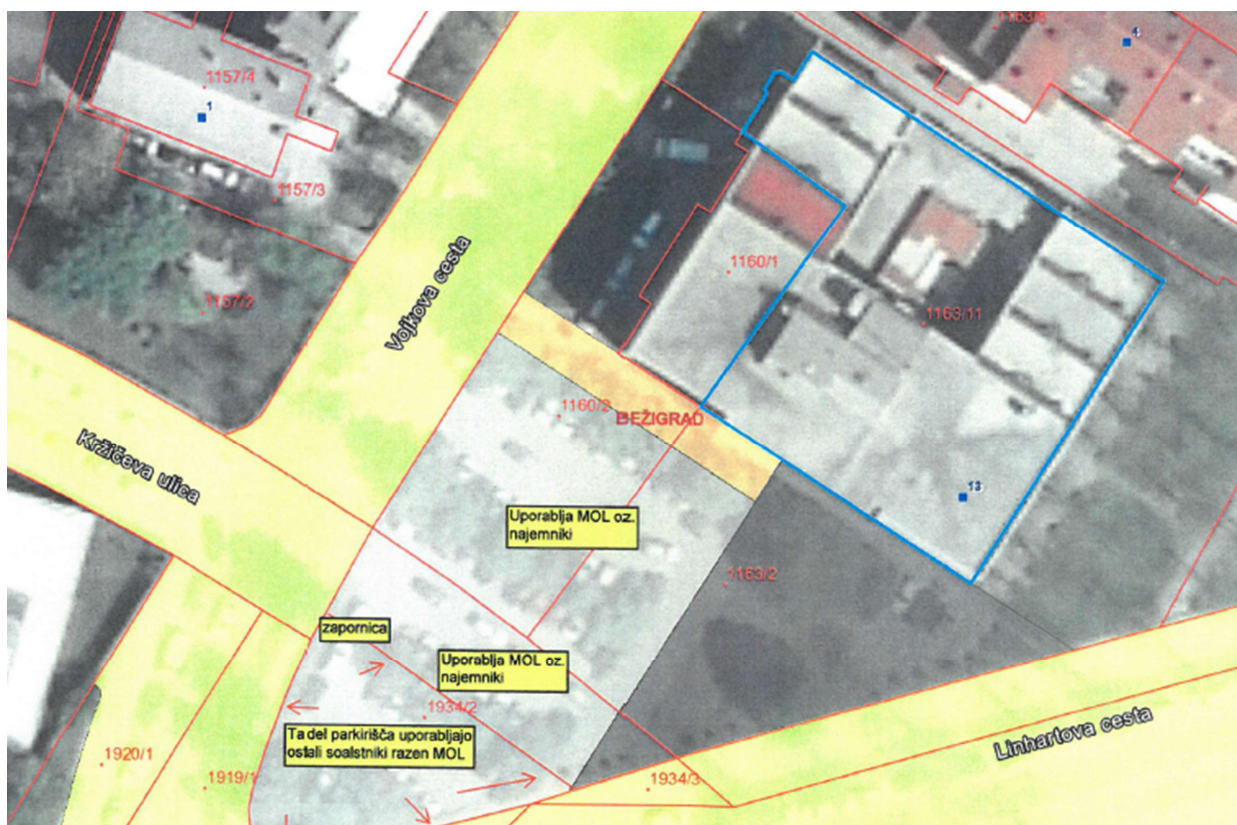 1163/8
4
1157/4
1
1157/3
1157/2
Vojkova cesta
1160/1
1163/11
1160/2
BEŽIGRAD
Kržičeva ulica
13
Uporablja MOL oz.
najemniki
1163/2
zapornica
Uporablja MOL oz.
najemniki
1934/2
Ta del parkirišča uporabljajo
ostali soalstniki razen MOL
Linhartova cesta
1920/1
1919/1
1934/3